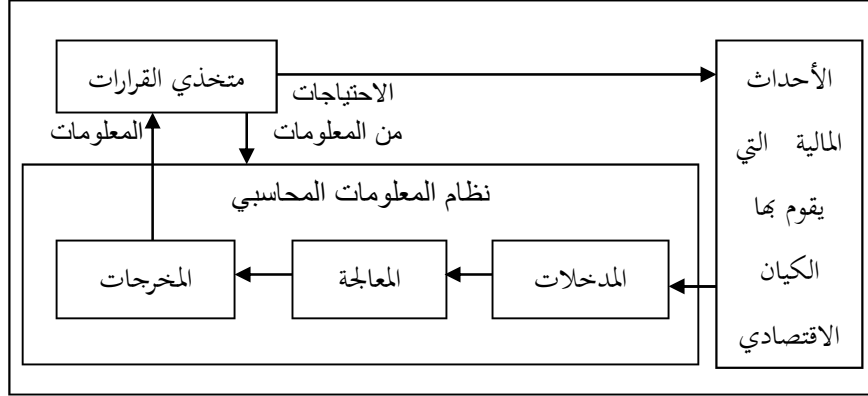 متخذي القرارات
الاحتياجات
من المعلومات
المعلومات
الأحداث
المالية التي
يقوم بها
الكيان
الاقتصادي
نظام المعلومات المحاسبي
المدخلات
المعالجة
المخرجات